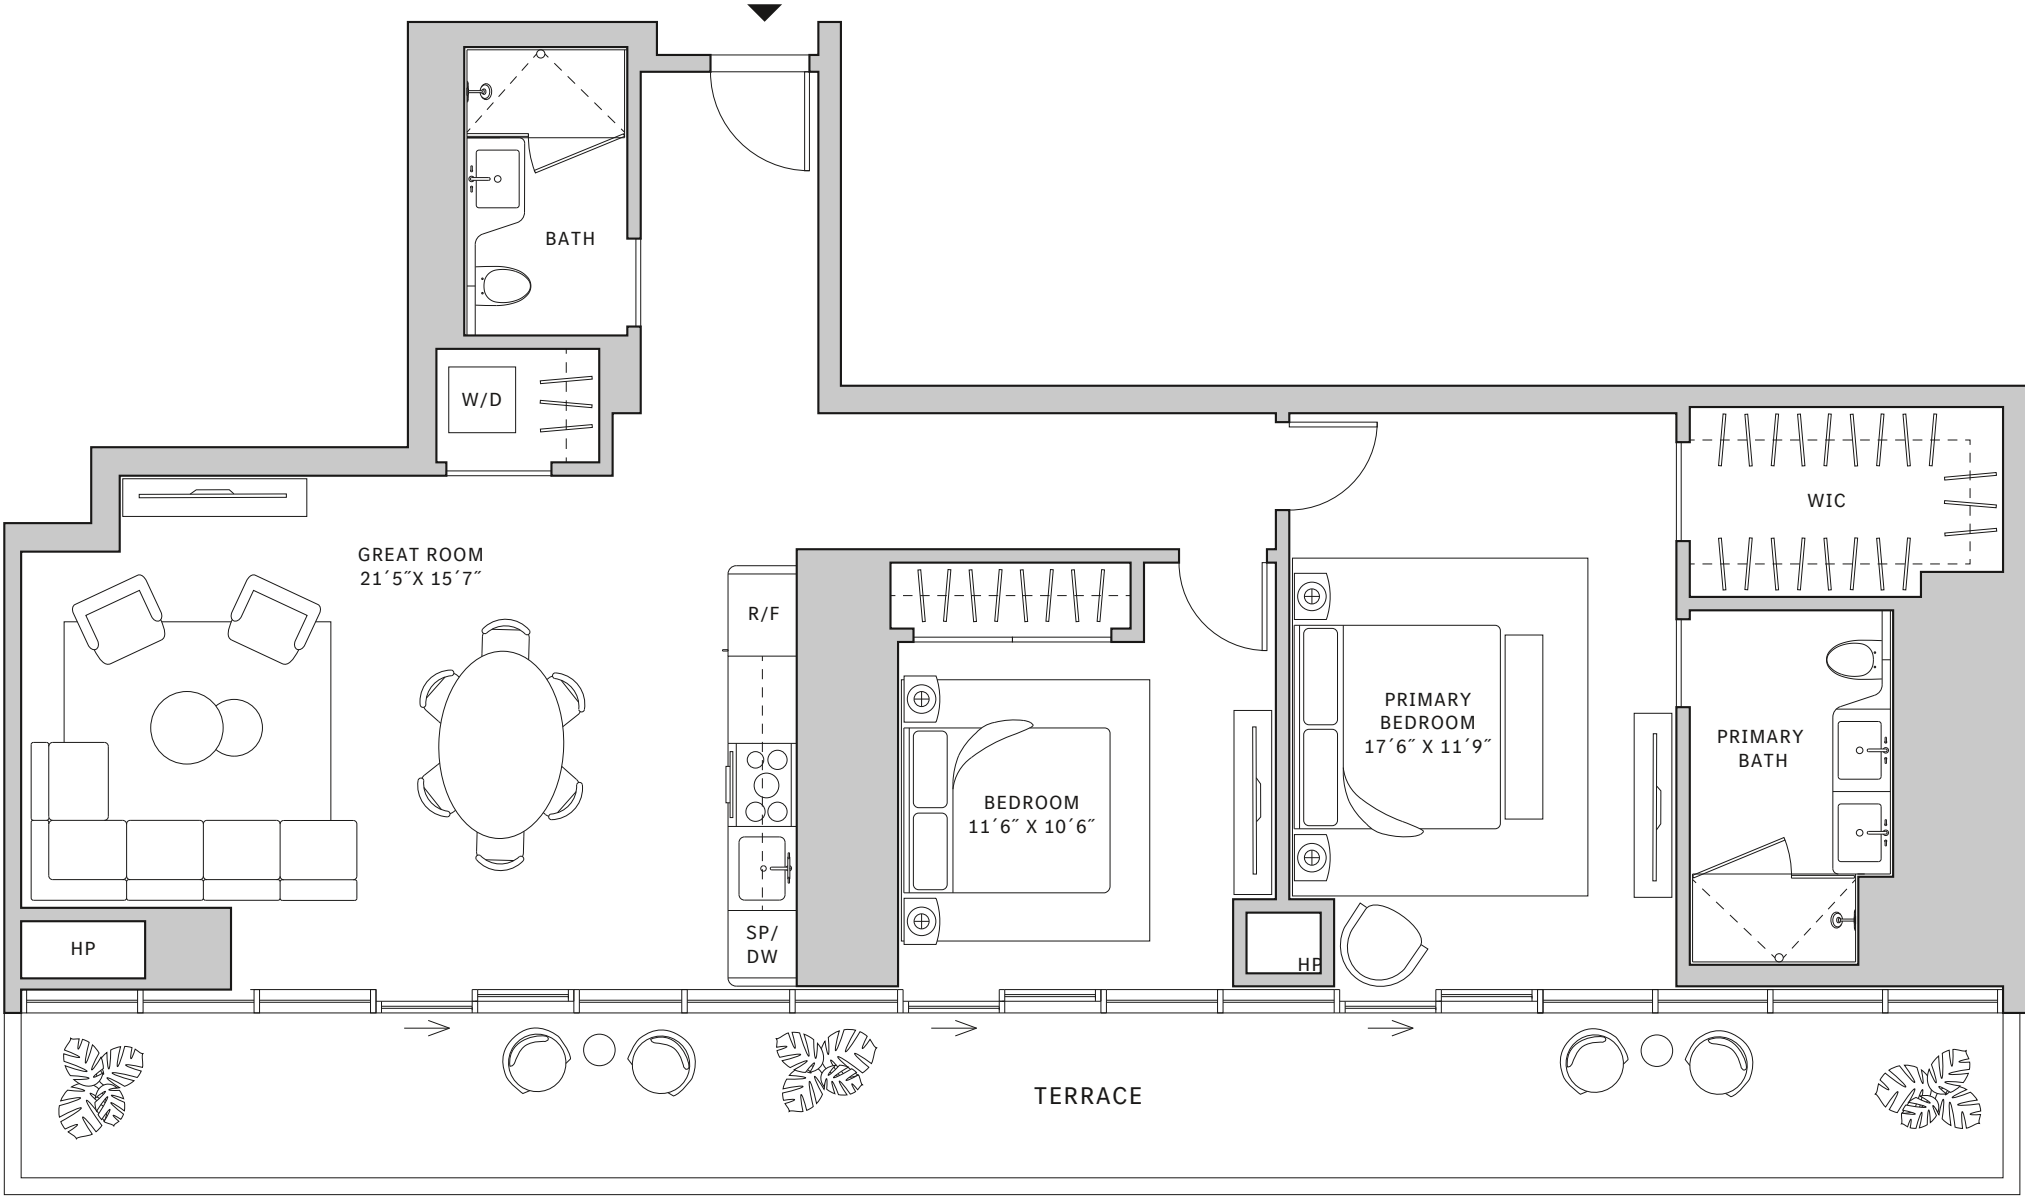 BATH
W/D
GREAT ROOM
21´5˝X 15´7˝
R/F
SP/
DW
HP
BEDROOM
11´6˝ X 10´6˝
HP
PRIMARY
BEDROOM
17´6˝ X 11´9˝
WIC
PRIMARY
BATH
TERRACE